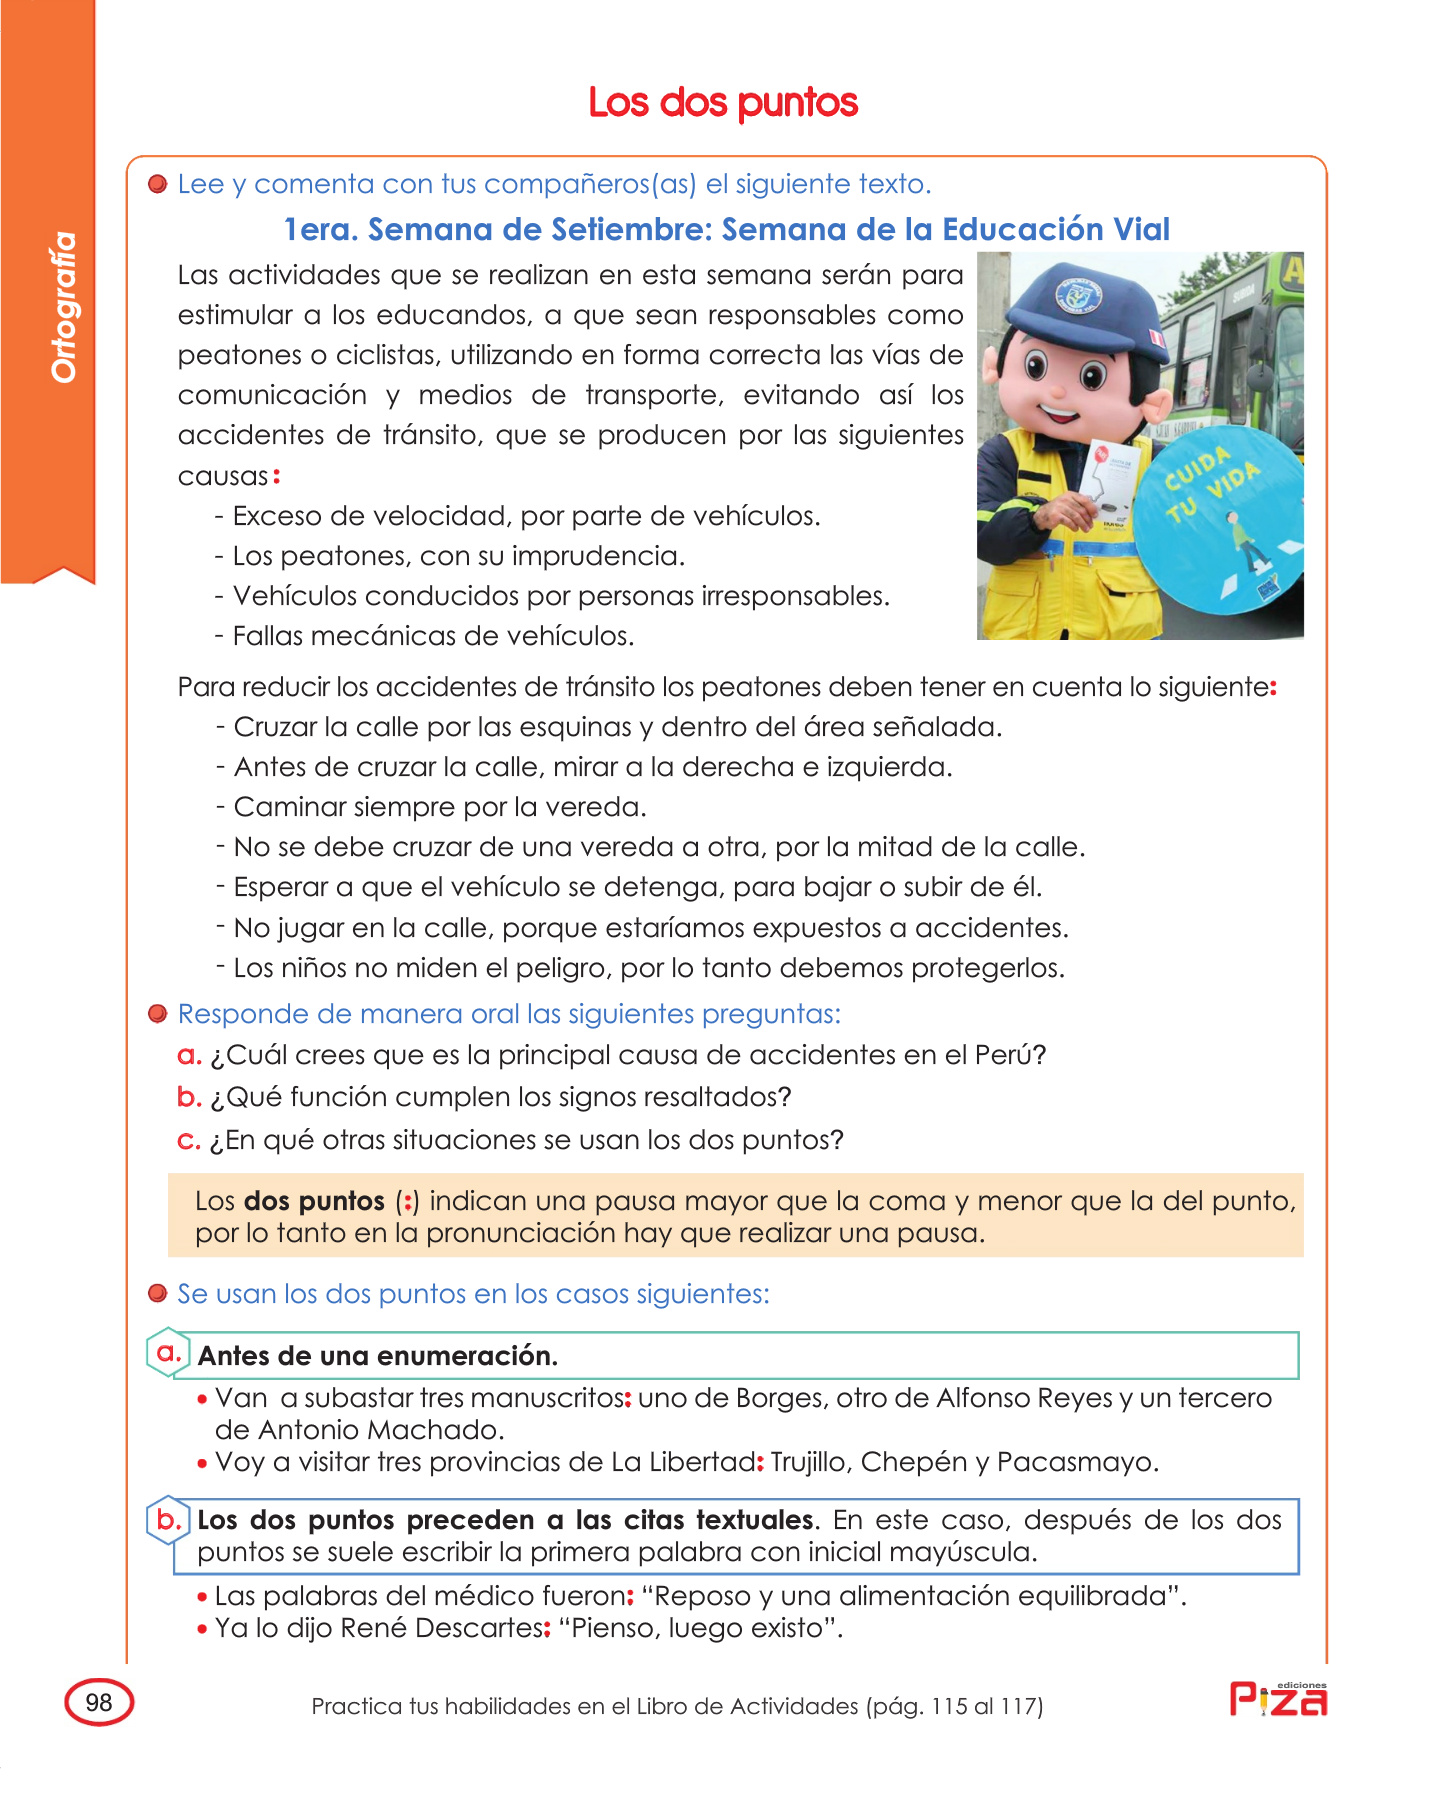 Ortografía
Los dos puntos
Lee y comenta con tus compañeros(as) el siguiente texto.
1era. Semana de Setiembre: Semana de la Educación Vial
Las actividades que se realizan en esta semana serán para
estimular a los educandos, a que sean responsables como
peatones o ciclistas, utilizando en forma correcta las vías de
comunicación y medios de transporte, evitando así los
accidentes de tránsito, que se producen por las siguientes
causas:
- Exceso de velocidad, por parte de vehículos.
- Los peatones, con su imprudencia.
- Vehículos conducidos por personas irresponsables.
- Fallas mecánicas de vehículos.
SUBIDA
A
CUIDA
TU VIDA
Para reducir los accidentes de tránsito los peatones deben tener en cuenta lo siguiente:
- Cruzar la calle por las esquinas y dentro del área señalada.
- Antes de cruzar la calle, mirar a la derecha e izquierda.
- Caminar siempre por la vereda.
- No se debe cruzar de una vereda a otra, por la mitad de la calle.
- Esperar a que el vehículo se detenga, para bajar o subir de él.
- No jugar en la calle, porque estaríamos expuestos a accidentes.
- Los niños no miden el peligro, por lo tanto debemos protegerlos.
Responde de manera oral las siguientes preguntas:
a. ¿Cuál crees que es la principal causa de accidentes en el Perú?
b. ¿Qué función cumplen los signos resaltados?
c. ¿En qué otras situaciones se usan los dos puntos?
Los dos puntos (:) indican una pausa mayor que la coma y menor que la del punto,
por lo tanto en la pronunciación hay que realizar una pausa.
Se usan los dos puntos en los casos siguientes:
a. Antes de una enumeración.
• Van a subastar tres manuscritos: uno de Borges, otro de Alfonso Reyes y un tercero
de Antonio Machado.
• Voy a visitar tres provincias de La Libertad: Trujillo, Chepén y Pacasmayo.
b. Los dos puntos preceden a las citas textuales. En este caso, después de los dos
puntos se suele escribir la primera palabra con inicial mayúscula.
• Las palabras del médico fueron: “Reposo y una alimentación equilibrada”.
• Ya lo dijo René Descartes: “Pienso, luego existo”.
98
Practica tus habilidades en el Libro de Actividades (pág. 115 al 117)
ediciones
Piza